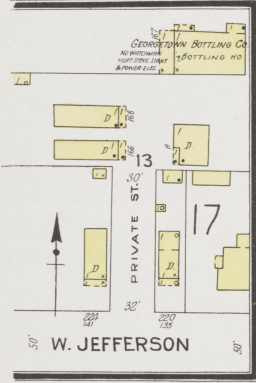 167
GEORGETOWN BOTTLING CO.
NO WATCHMAN
HEAT: STOVE LIGHT
& POWER: ELEC.
BOTTLING HO.
D
168
D
166
D
13
30'
PRIVATE ST.
17
D
D
32'
221
141
220
135
50'
W. JEFFERSON
50'